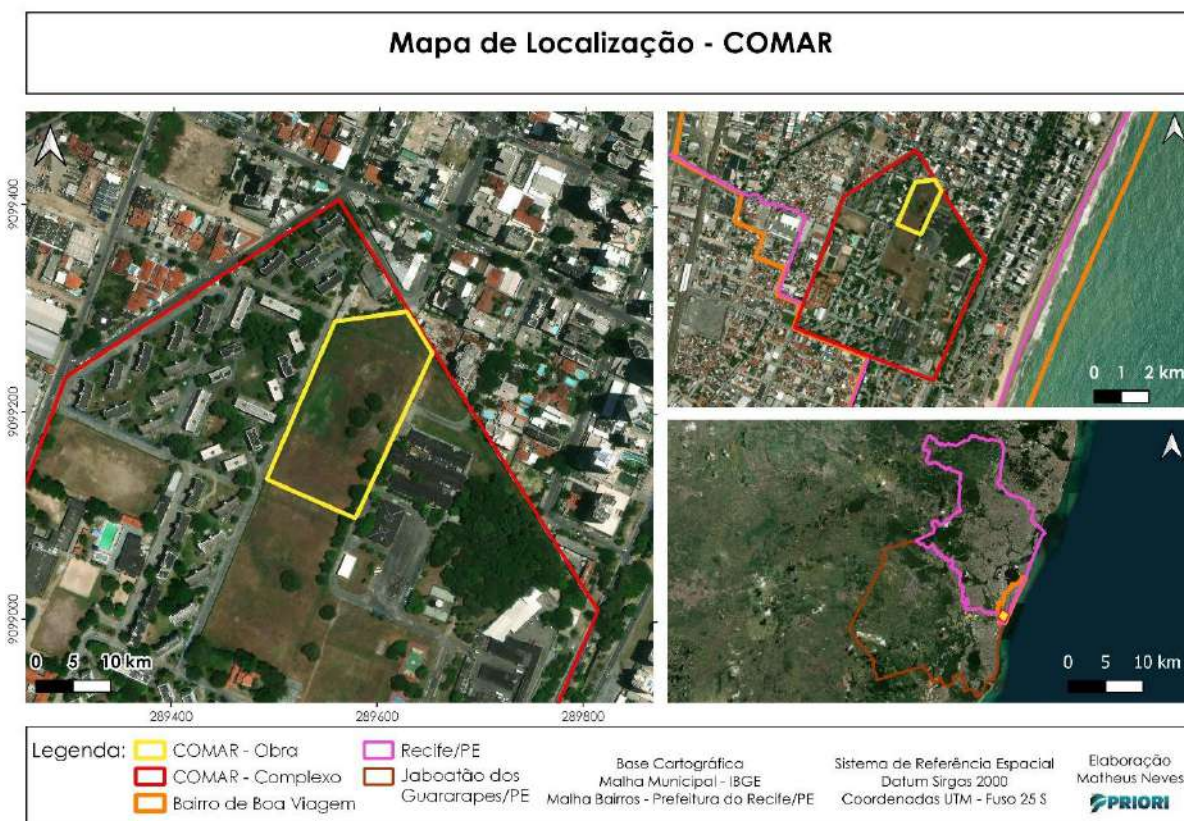 Mapa de Localização - COMAR
9099400
9099200
9099000
0 5 10 km
289400
289600
289800
0 1 2 km
0 5 10 km
Legenda:
COMAR - Obra
COMAR - Complexo
Bairro de Boa Viagem
Recife/PE
Jaboatão dos
Guararapes/PE
Base Cartográfica
Malha Municipal - IBGE
Malha Bairros - Prefeitura do Recife/PE
Sistema de Referência Espacial
Datum Sirgas 2000
Coordenadas UTM - Fuso 25 S
Elaboração
Matheus Neves
PRIORI